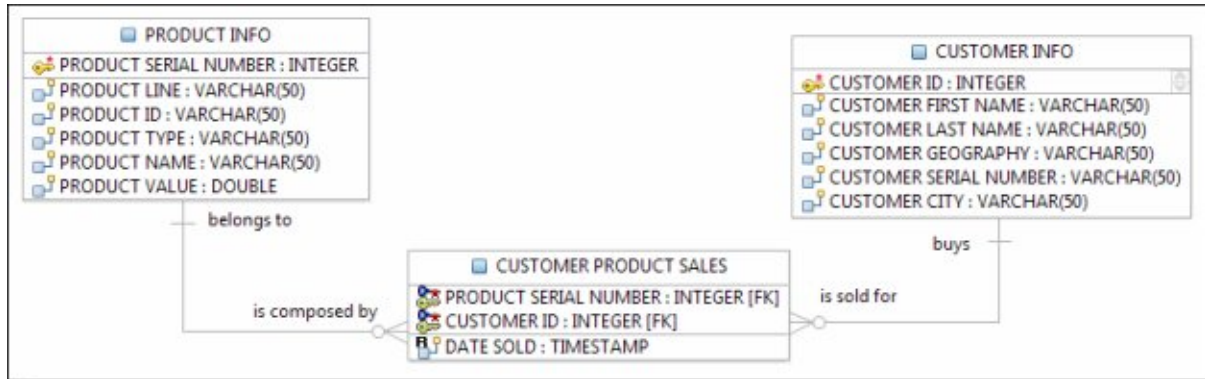 PRODUCT INFO
PRODUCT SERIAL NUMBER : INTEGER
PRODUCT LINE : VARCHAR(50)
PRODUCT ID : VARCHAR(50)
PRODUCT TYPE : VARCHAR(50)
PRODUCT NAME : VARCHAR(50)
PRODUCT VALUE : DOUBLE
CUSTOMER INFO
CUSTOMER ID : INTEGER
CUSTOMER FIRST NAME : VARCHAR(50)
CUSTOMER LAST NAME : VARCHAR(50)
CUSTOMER GEOGRAPHY : VARCHAR(50)
CUSTOMER SERIAL NUMBER : VARCHAR(50)
CUSTOMER CITY : VARCHAR(50)
belongs to
buys
CUSTOMER PRODUCT SALES
PRODUCT SERIAL NUMBER : INTEGER [FK]
CUSTOMER ID : INTEGER [FK]
DATE SOLD : TIMESTAMP
is composed by
is sold for